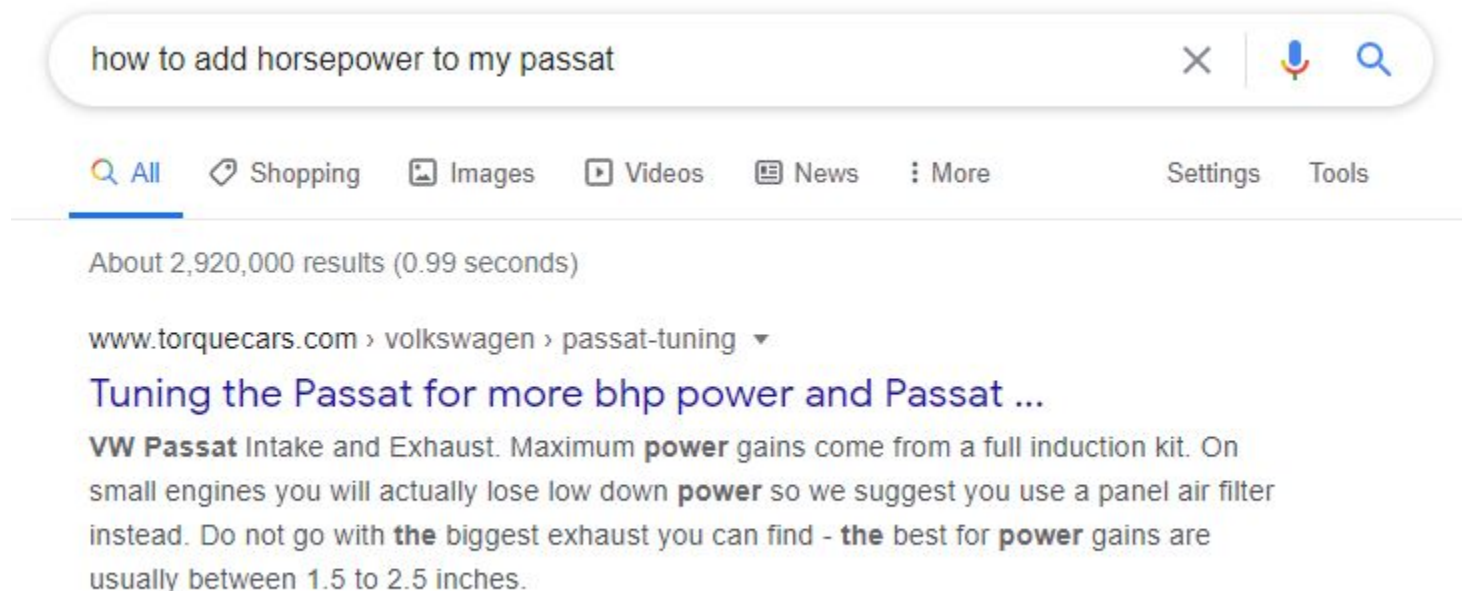 how to add horsepower to my passat
All Shopping Images Videos News More Settings Tools
About 2,920,000 results (0.99 seconds)
www.torquecars.com › volkswagen › passat-tuning
Tuning the Passat for more bhp power and Passat ...
VW Passat Intake and Exhaust. Maximum power gains come from a full induction kit. On
small engines you will actually lose low down power so we suggest you use a panel air filter
instead. Do not go with the biggest exhaust you can find - the best for power gains are
usually between 1.5 to 2.5 inches.